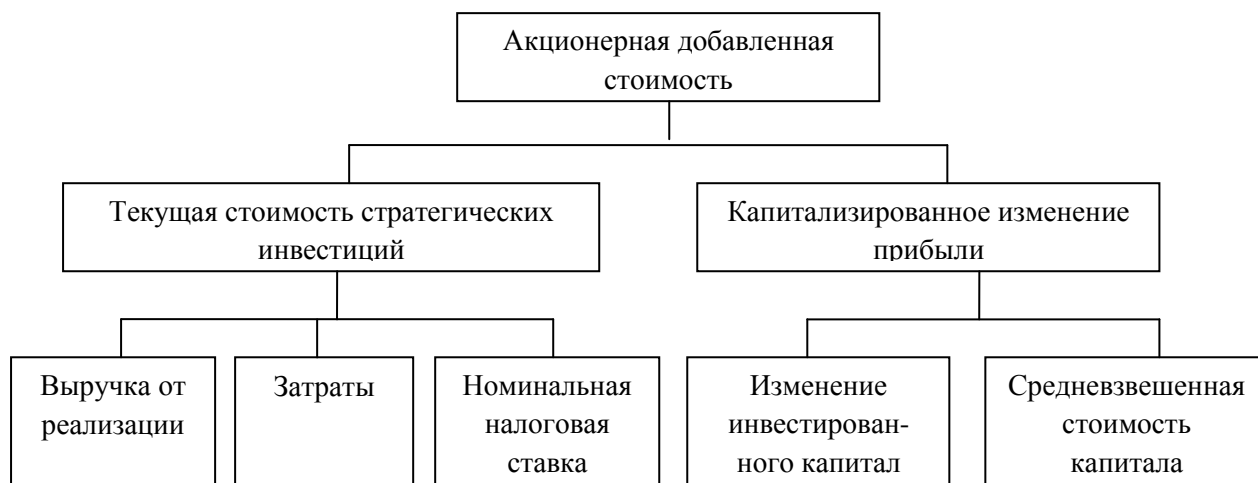 Акционерная добавленная
стоимость
Текущая стоимость стратегических
инвестиций
Капитализированное изменение
прибыли
Выручка от
реализации
Затраты
Номинальная
налоговая
ставка
Изменение
инвестирован-
ного капитал
Средневзвешенная
стоимость
капитала